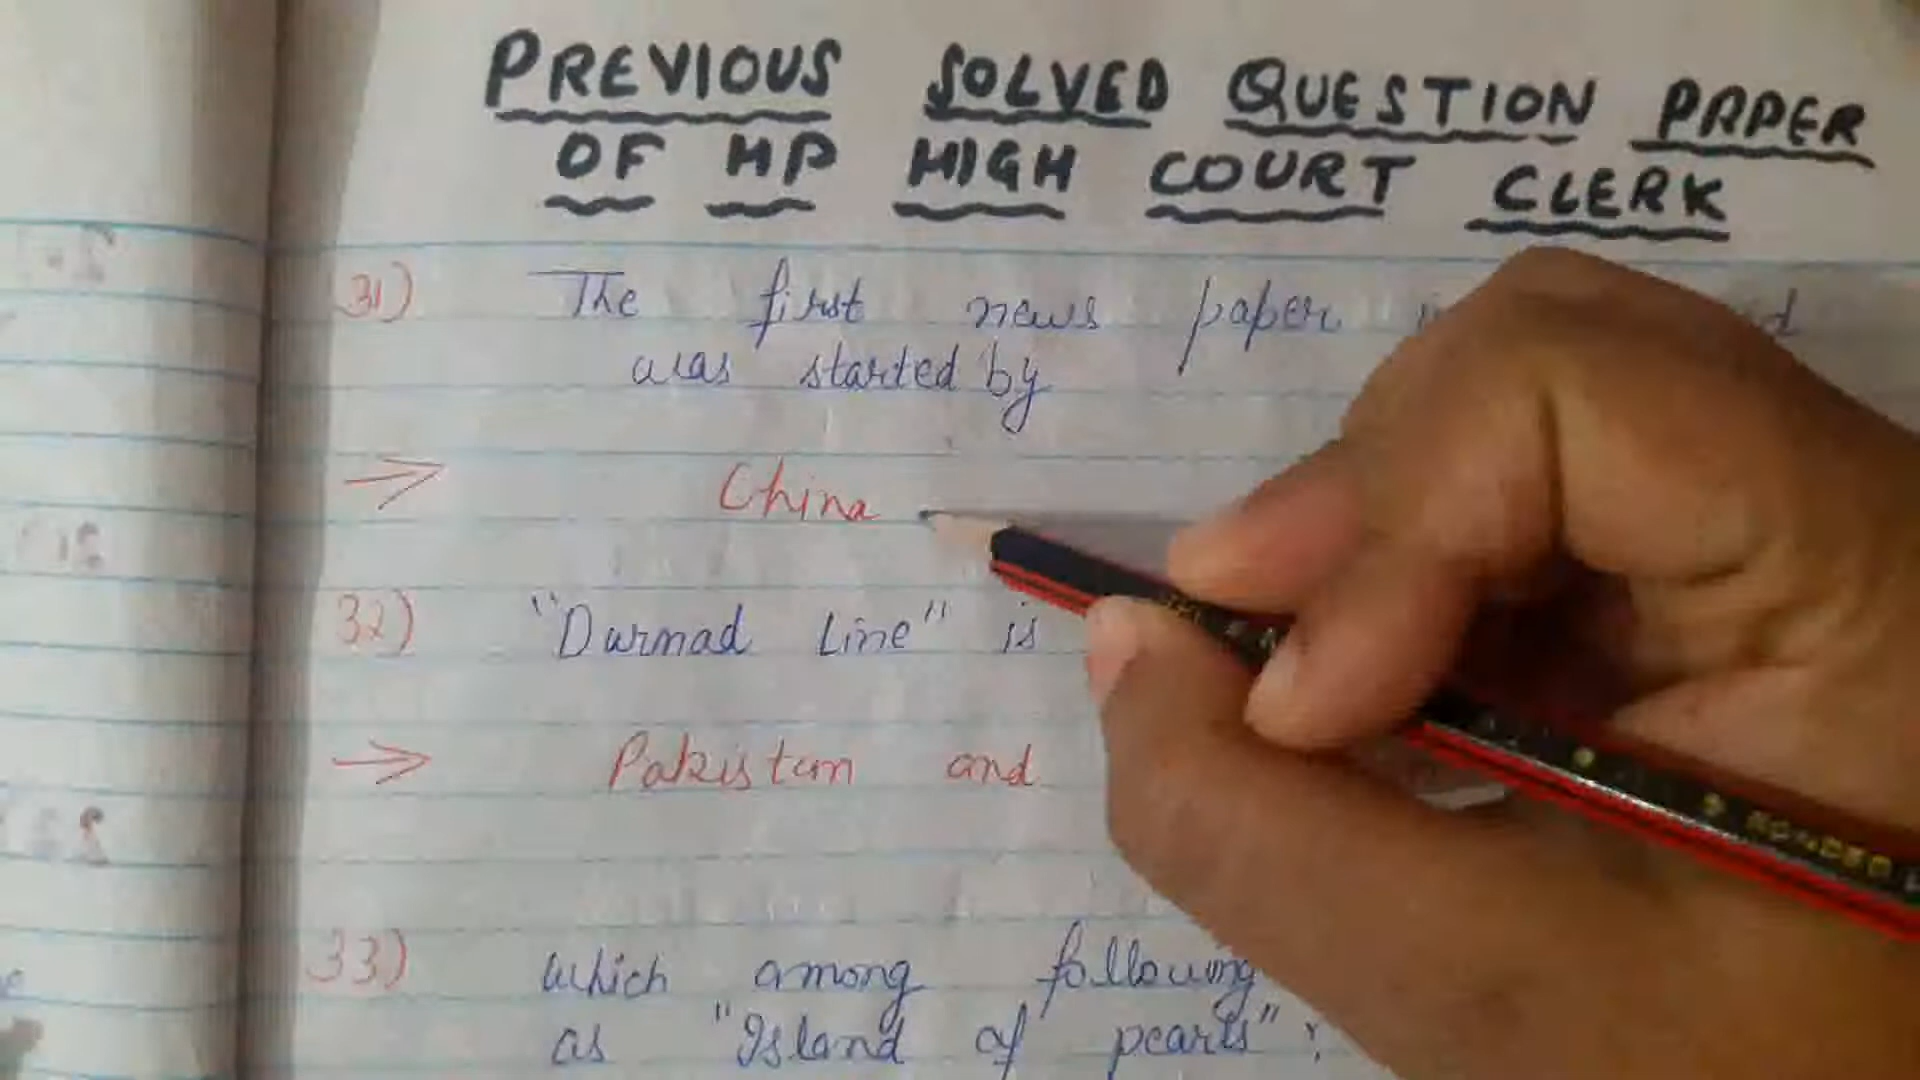 PREVIOUS SOLVED QUESTION PAPER
OF HP HIGH COURT CLERK
31) The first news paper
was started by
→ China
32) "Durnad Line" is
→ Pakistan and
33) which among following
as "Island of pearls" ?